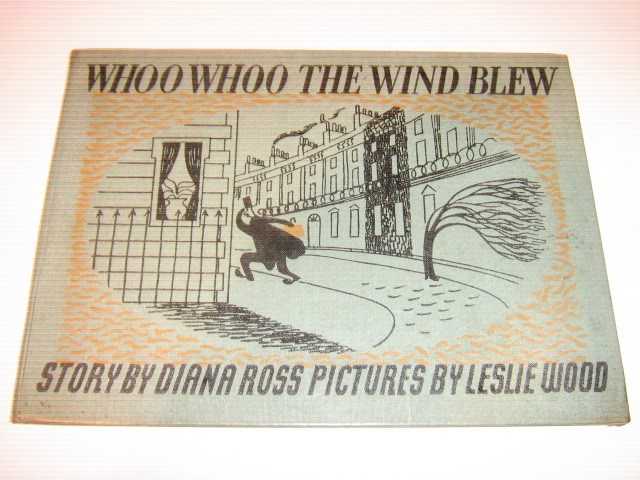 WHOO WHOO THE WIND BLEW
STORY BY DIANA ROSS PICTURES BY LESLIE WOOD